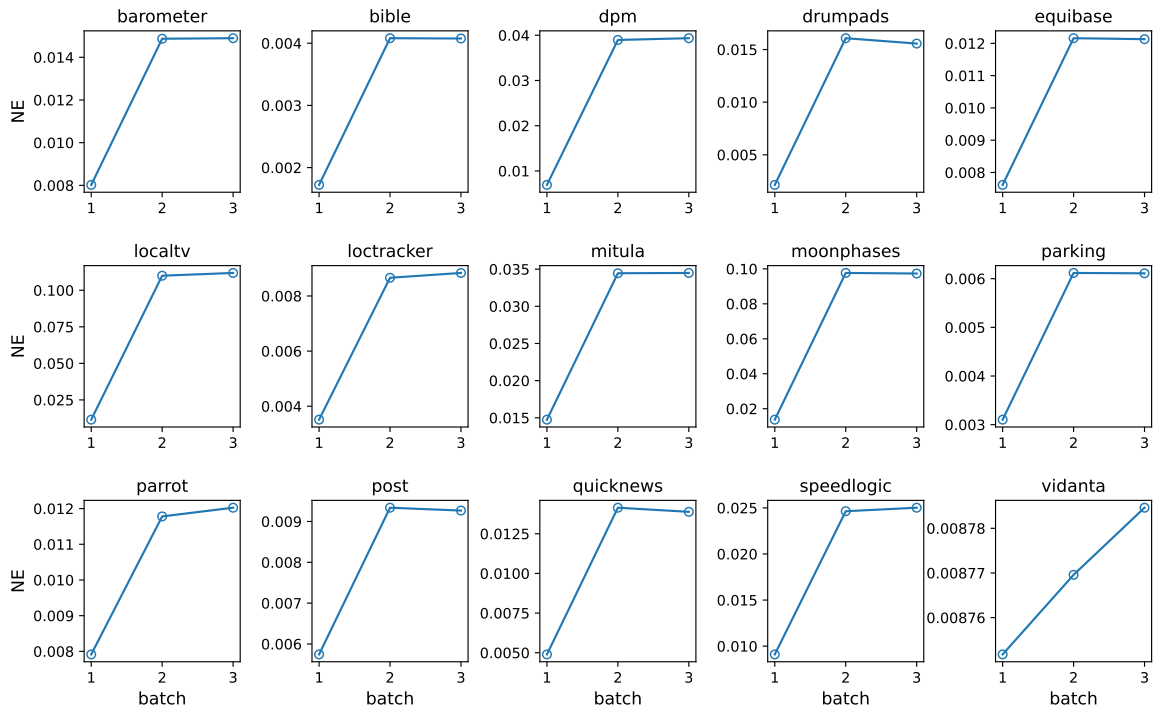 barometer bible dpm drumpads equibase
NE
0.014 0.012 0.010 0.008
0.004 0.003 0.002
0.04 0.03 0.02 0.01
0.015 0.010 0.005
0.012 0.011 0.010 0.009 0.008
1 2 3 1 2 3 1 2 3 1 2 3 1 2 3
localtv loctracker mitula moonphases parking
NE
0.100 0.075 0.050 0.025
0.008 0.006 0.004
0.035 0.030 0.025 0.020 0.015
0.10 0.08 0.06 0.04 0.02
0.006 0.005 0.004 0.003
1 2 3 1 2 3 1 2 3 1 2 3 1 2 3
parrot post quicknews speedlogic vidanta
NE
0.012 0.011 0.010 0.009 0.008
0.009 0.008 0.007 0.006
0.0125 0.0100 0.0075 0.0050
0.025 0.020 0.015 0.010
0.00878 0.00877 0.00876
1 2 3 1 2 3 1 2 3 1 2 3 1 2 3
batch batch batch batch batch